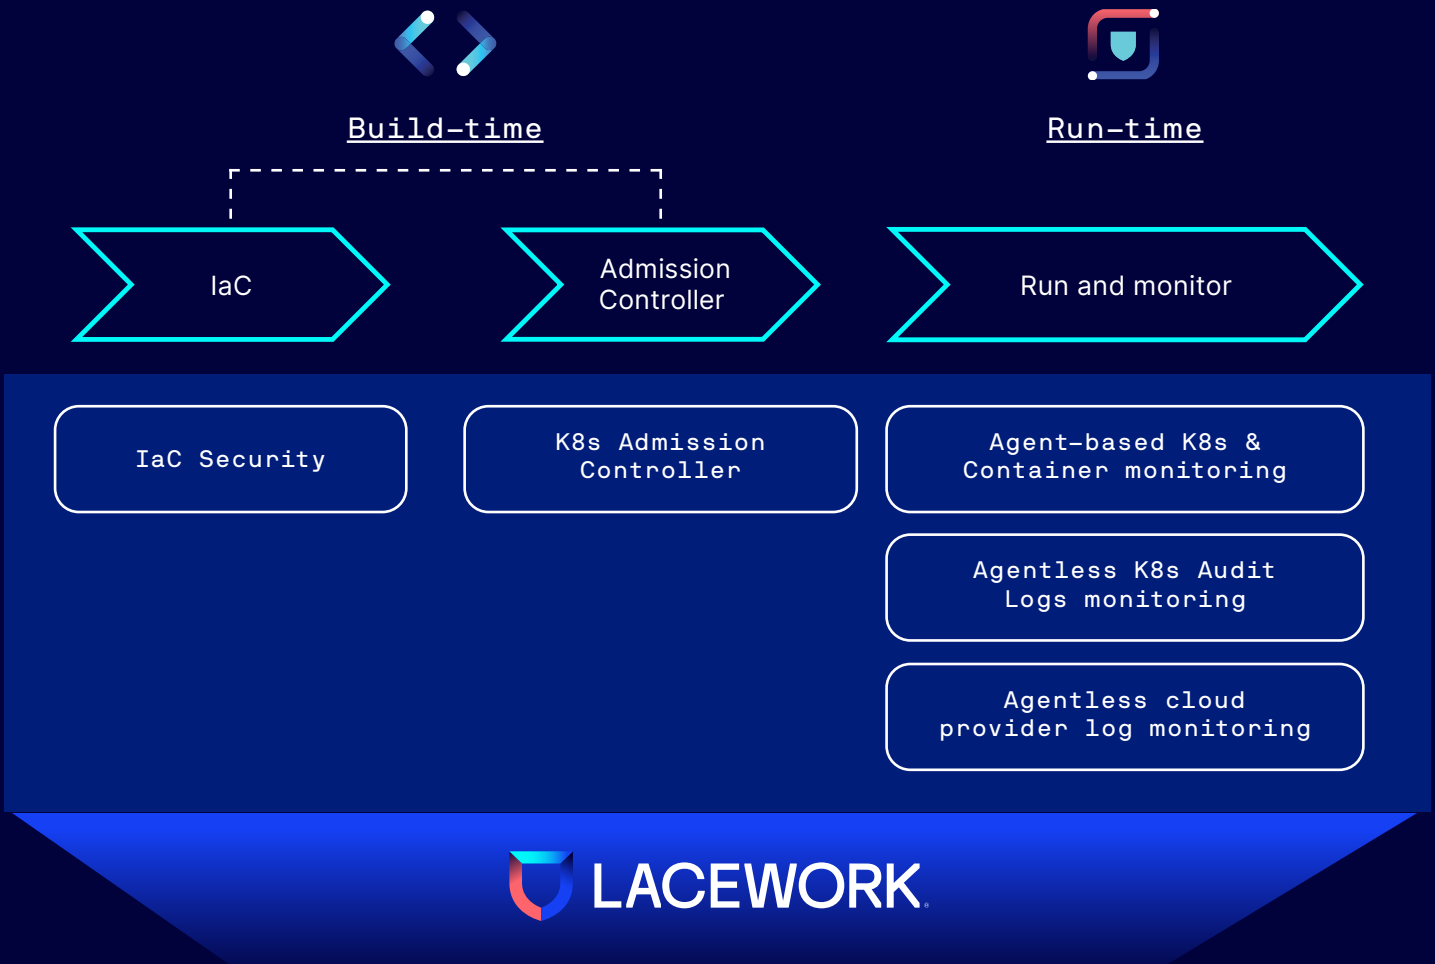 Build-time
Run-time
IaC
Admission
Controller
Run and monitor
IaC Security
K8s Admission
Controller
Agent-based K8s &
Container monitoring
Agentless K8s Audit
Logs monitoring
Agentless cloud
provider log monitoring
LACEWORK